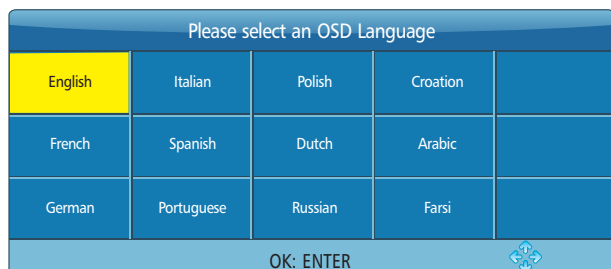 Please select an OSD Language
English Italian Polish Croation
French Spanish Dutch Arabic
German Portuguese Russian Farsi
OK: ENTER